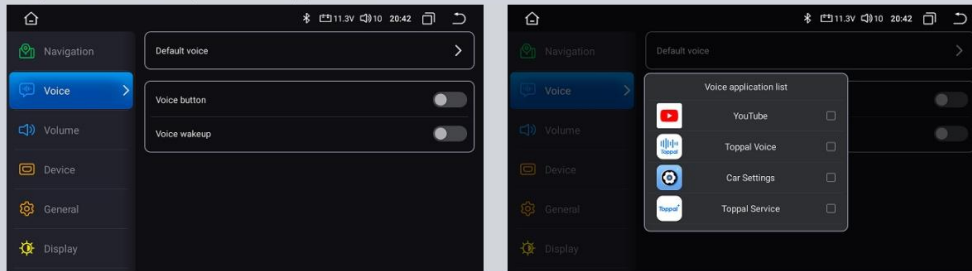 11.3V 10 20:42
Navigation
Voice
Volume
Device
General
Display
Default voice
Voice button
Voice wakeup
11.3V 10 20:42
Navigation
Voice
Volume
Device
General
Display
Default voice
Voice application list
YouTube
Toppal Toppal Voice
Car Settings
Toppal Toppal Service